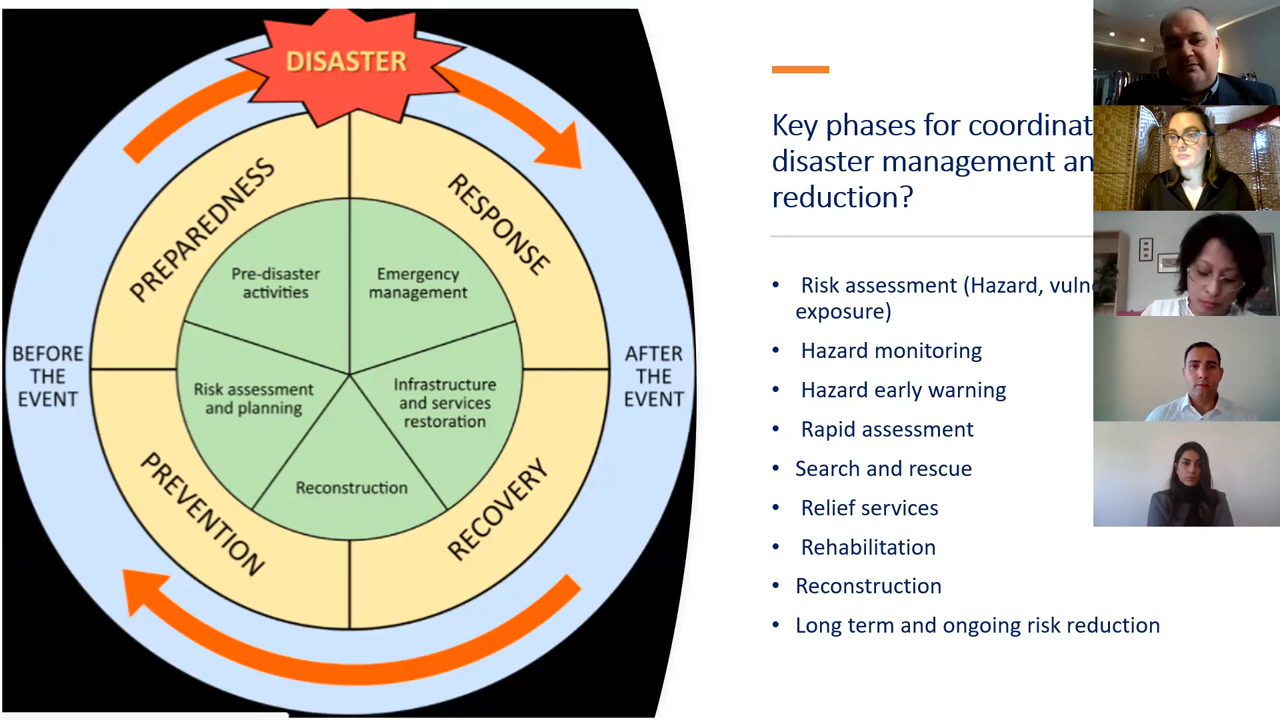 DISASTER
PREPAREDNESS
RESPONSE
Pre-disaster
activities
Emergency
management
BEFORE
THE
EVENT
AFTER
THE
EVENT
Risk assessment
and planning
Infrastructure
and services
restoration
Reconstruction
PREVENTION
RECOVERY
Key phases for coordinat
disaster management an
reduction?
• Risk assessment (Hazard, vuln
exposure)
• Hazard monitoring
• Hazard early warning
• Rapid assessment
• Search and rescue
• Relief services
• Rehabilitation
• Reconstruction
• Long term and ongoing risk reduction